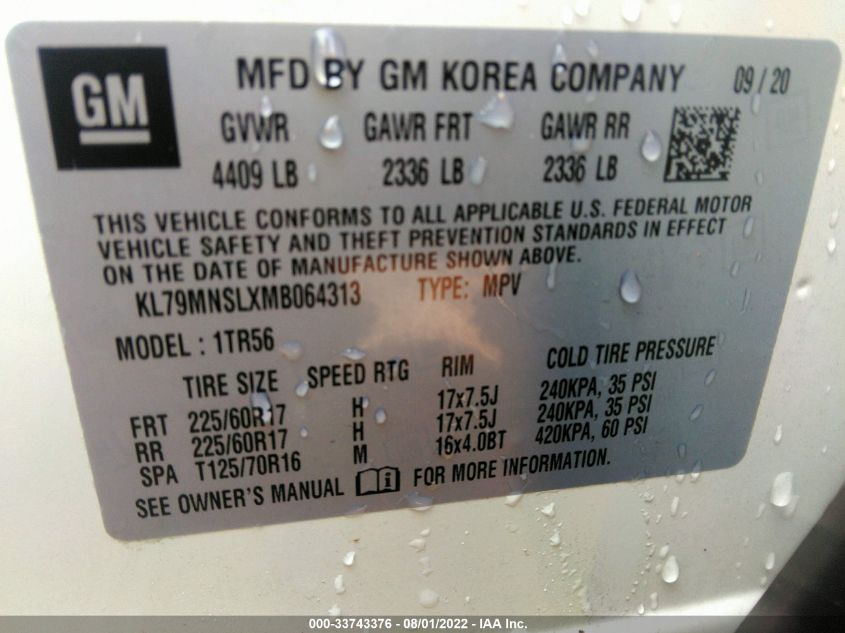 GM
MFD BY GM KOREA COMPANY 09/20
GVWR GAWR FRT GAWR RR
4409 LB 2336 LB 2336 LB
THIS VEHICLE CONFORMS TO ALL APPLICABLE U.S. FEDERAL MOTOR
VEHICLE SAFETY AND THEFT PREVENTION STANDARDS IN EFFECT
ON THE DATE OF MANUFACTURE SHOWN ABOVE.
KL79MNSLXMB064313 TYPE: MPV
MODEL : 1TR56
TIRE SIZE SPEED RTG RIM COLD TIRE PRESSURE
FRT 225/60R17 H 17x7.5J 240KPA, 35 PSI
RR 225/60R17 H 17x7.5J 240KPA, 35 PSI
SPA T125/70R16 M 16x4.0BT 420KPA, 60 PSI
SEE OWNER'S MANUAL i FOR MORE INFORMATION.
000-33743376 - 08/01/2022 - IAA Inc.